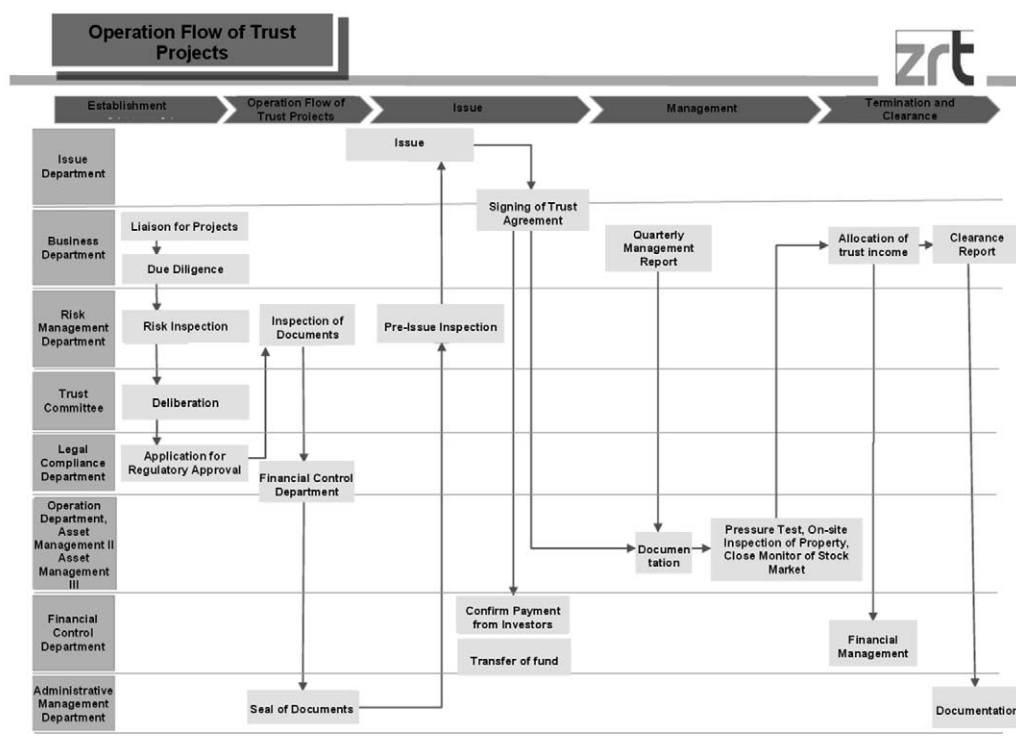 Operation Flow of Trust
Projects
zrt
Establishment
Operation Flow of
Trust Projects
Issue
Management
Termination and
Clearance
Issue
Department
Issue
Signing of Trust
Agreement
Business
Department
Liaison for Projects
Due Diligence
Quarterly
Management
Report
Allocation of
trust income
Clearance
Report
Risk
Management
Department
Risk Inspection
Inspection of
Documents
Pre-Issue Inspection
Trust
Committee
Deliberation
Legal
Compliance
Department
Application for
Regulatory Approval
Financial Control
Department
Operation
Department,
Asset
Management II
Asset
Management
III
Documen
tation
Pressure Test, On-site
Inspection of Property,
Close Monitor of Stock
Market
Financial
Control
Department
Confirm Payment
from Investors
Transfer of fund
Financial
Management
Administrative
Management
Department
Seal of Documents
Documentation